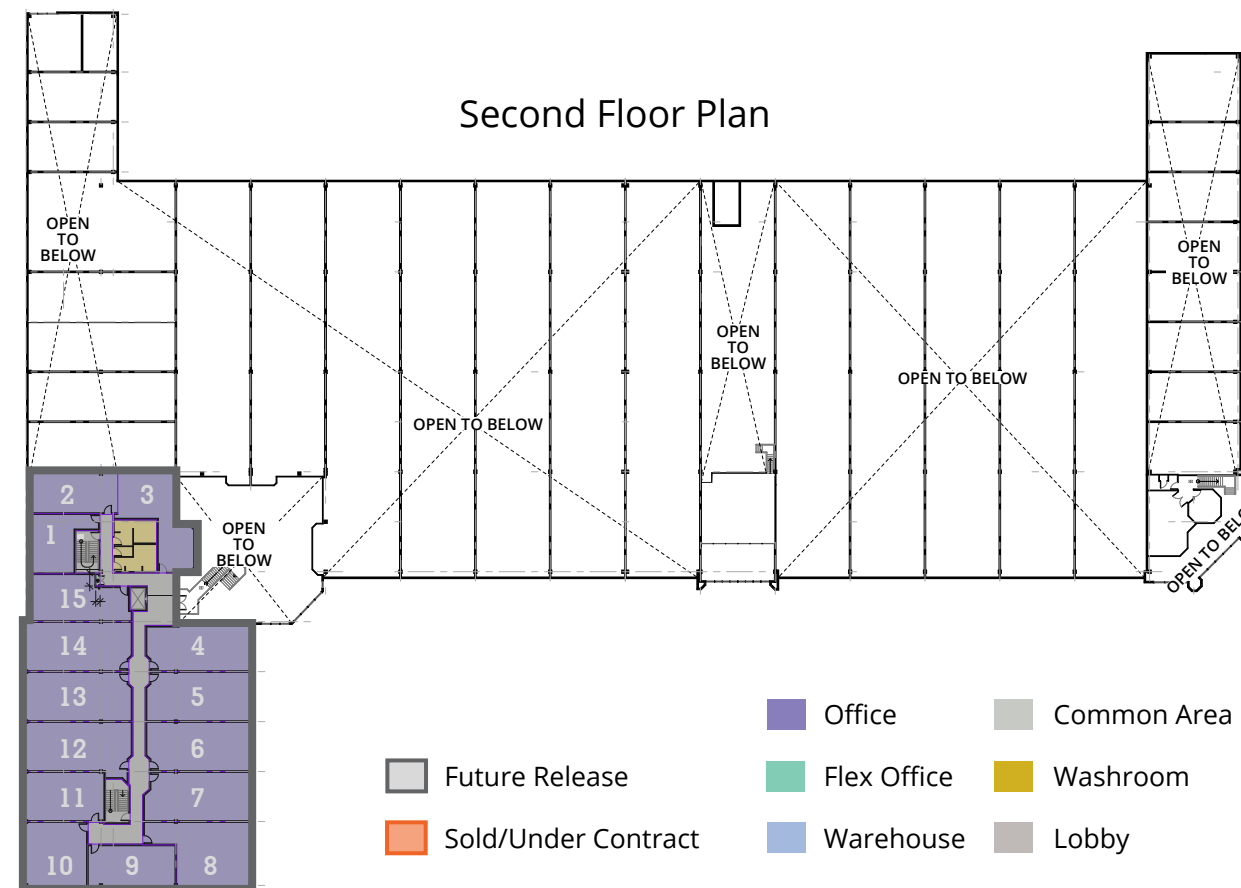 Second Floor Plan
OPEN
TO
BELOW
OPEN
TO
BELOW
OPEN
TO
BELOW
OPEN TO BELOW
OPEN TO BELOW
2
3
1
OPEN
TO
BELOW
OPEN TO BELOW
15
14
4
13
5
12
6
11
7
10
9
8
Office
Common Area
Future Release
Flex Office
Washroom
Sold/Under Contract
Warehouse
Lobby